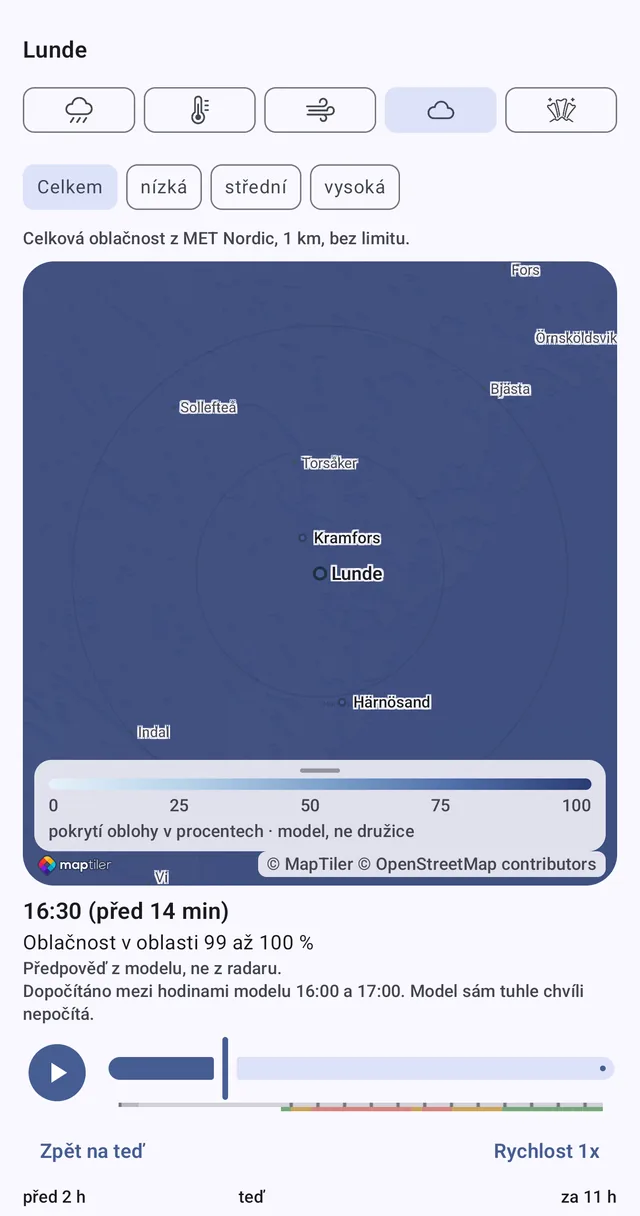 Lunde
Celkem
nízká
střední
vysoká
Celková oblačnost z MET Nordic, 1 km, bez limitu.
Fors
Örnsköldsvik
Bjästa
Sollefteå
Torsåker
Kramfors
Lunde
Härnösand
Indal
0 25 50 75 100
pokrytí oblohy v procentech · model, ne družice
maptiler
© MapTiler © OpenStreetMap contributors
Vi
16:30 (před 14 min)
Oblačnost v oblasti 99 až 100 %
Předpověď z modelu, ne z radaru.
Dopočítáno mezi hodinami modelu 16:00 a 17:00. Model sám tuhle chvíli
nepočítá.
Zpět na teď
Rychlost 1x
před 2 h
teď
za 11 h